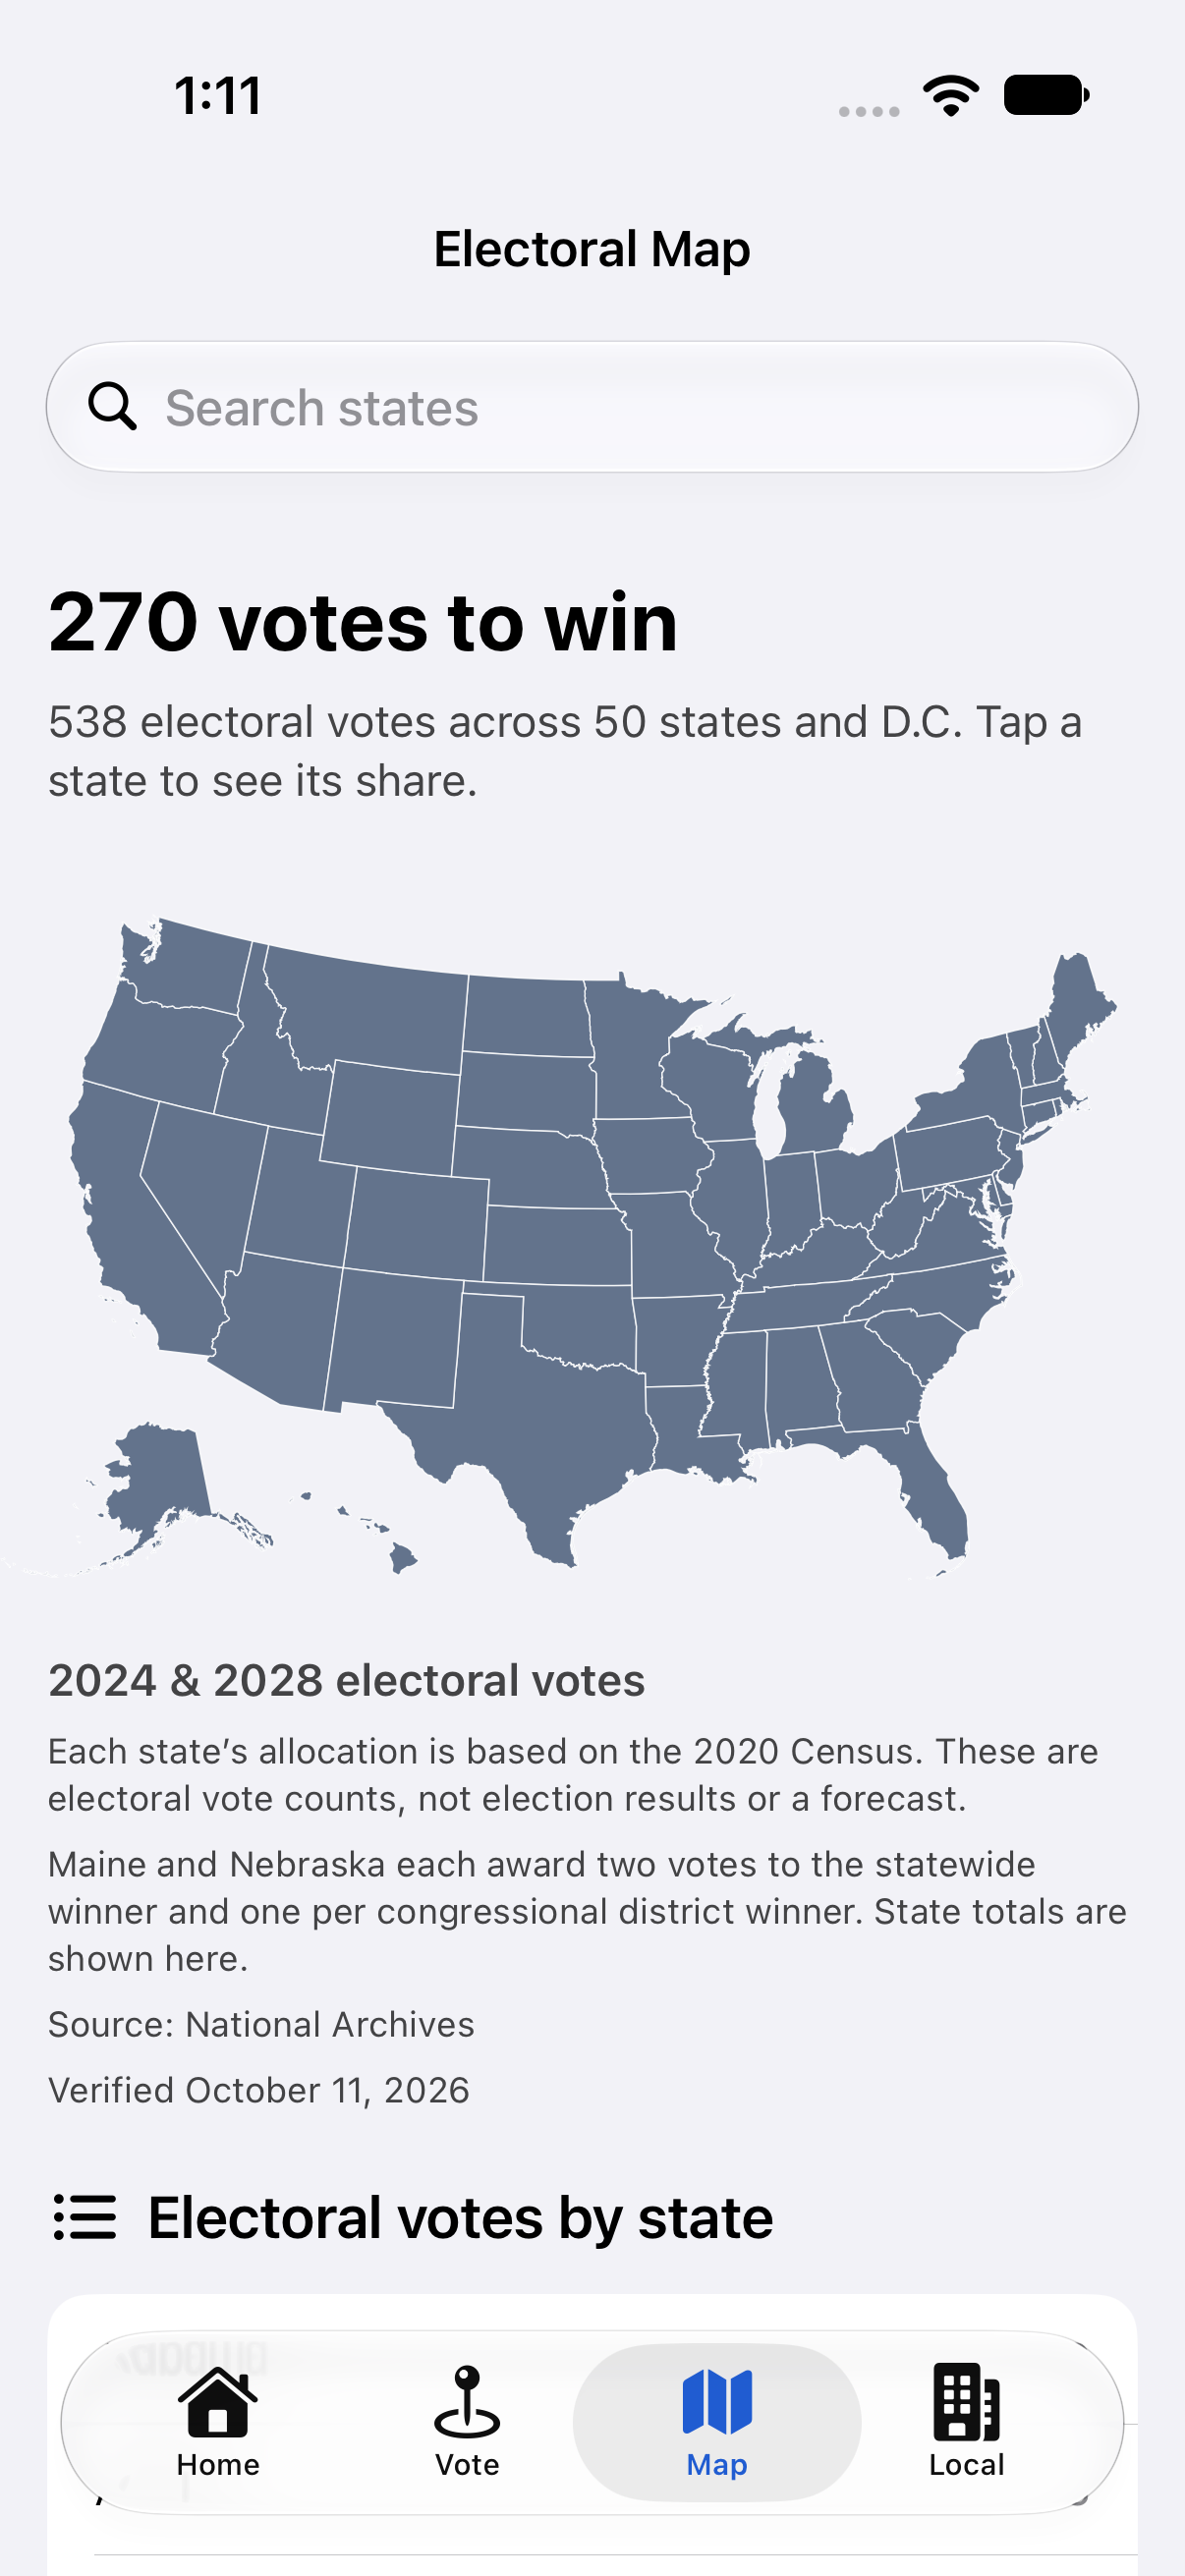 1:11
Electoral Map
Search states
270 votes to win
538 electoral votes across 50 states and D.C. Tap a
state to see its share.
2024 & 2028 electoral votes
Each state’s allocation is based on the 2020 Census. These are
electoral vote counts, not election results or a forecast.
Maine and Nebraska each award two votes to the statewide
winner and one per congressional district winner. State totals are
shown here.
Source: National Archives
Verified October 11, 2026
Electoral votes by state
Home
Vote
Map
Local